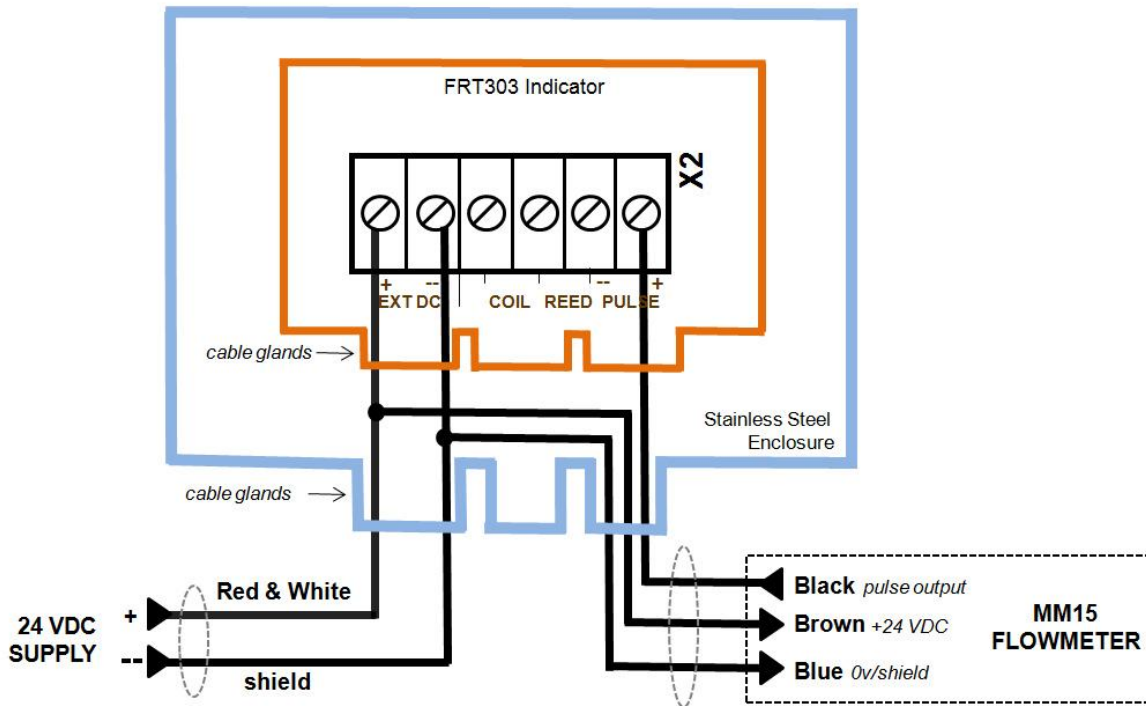 FRT303 Indicator
X2
+ -- -- +
EXT DC COIL REED PULSE
cable glands
Stainless Steel
Enclosure
cable glands
Red & White
24 VDC
SUPPLY
+
--
shield
Black pulse output
Brown +24 VDC
Blue 0v/shield
MM15
FLOWMETER